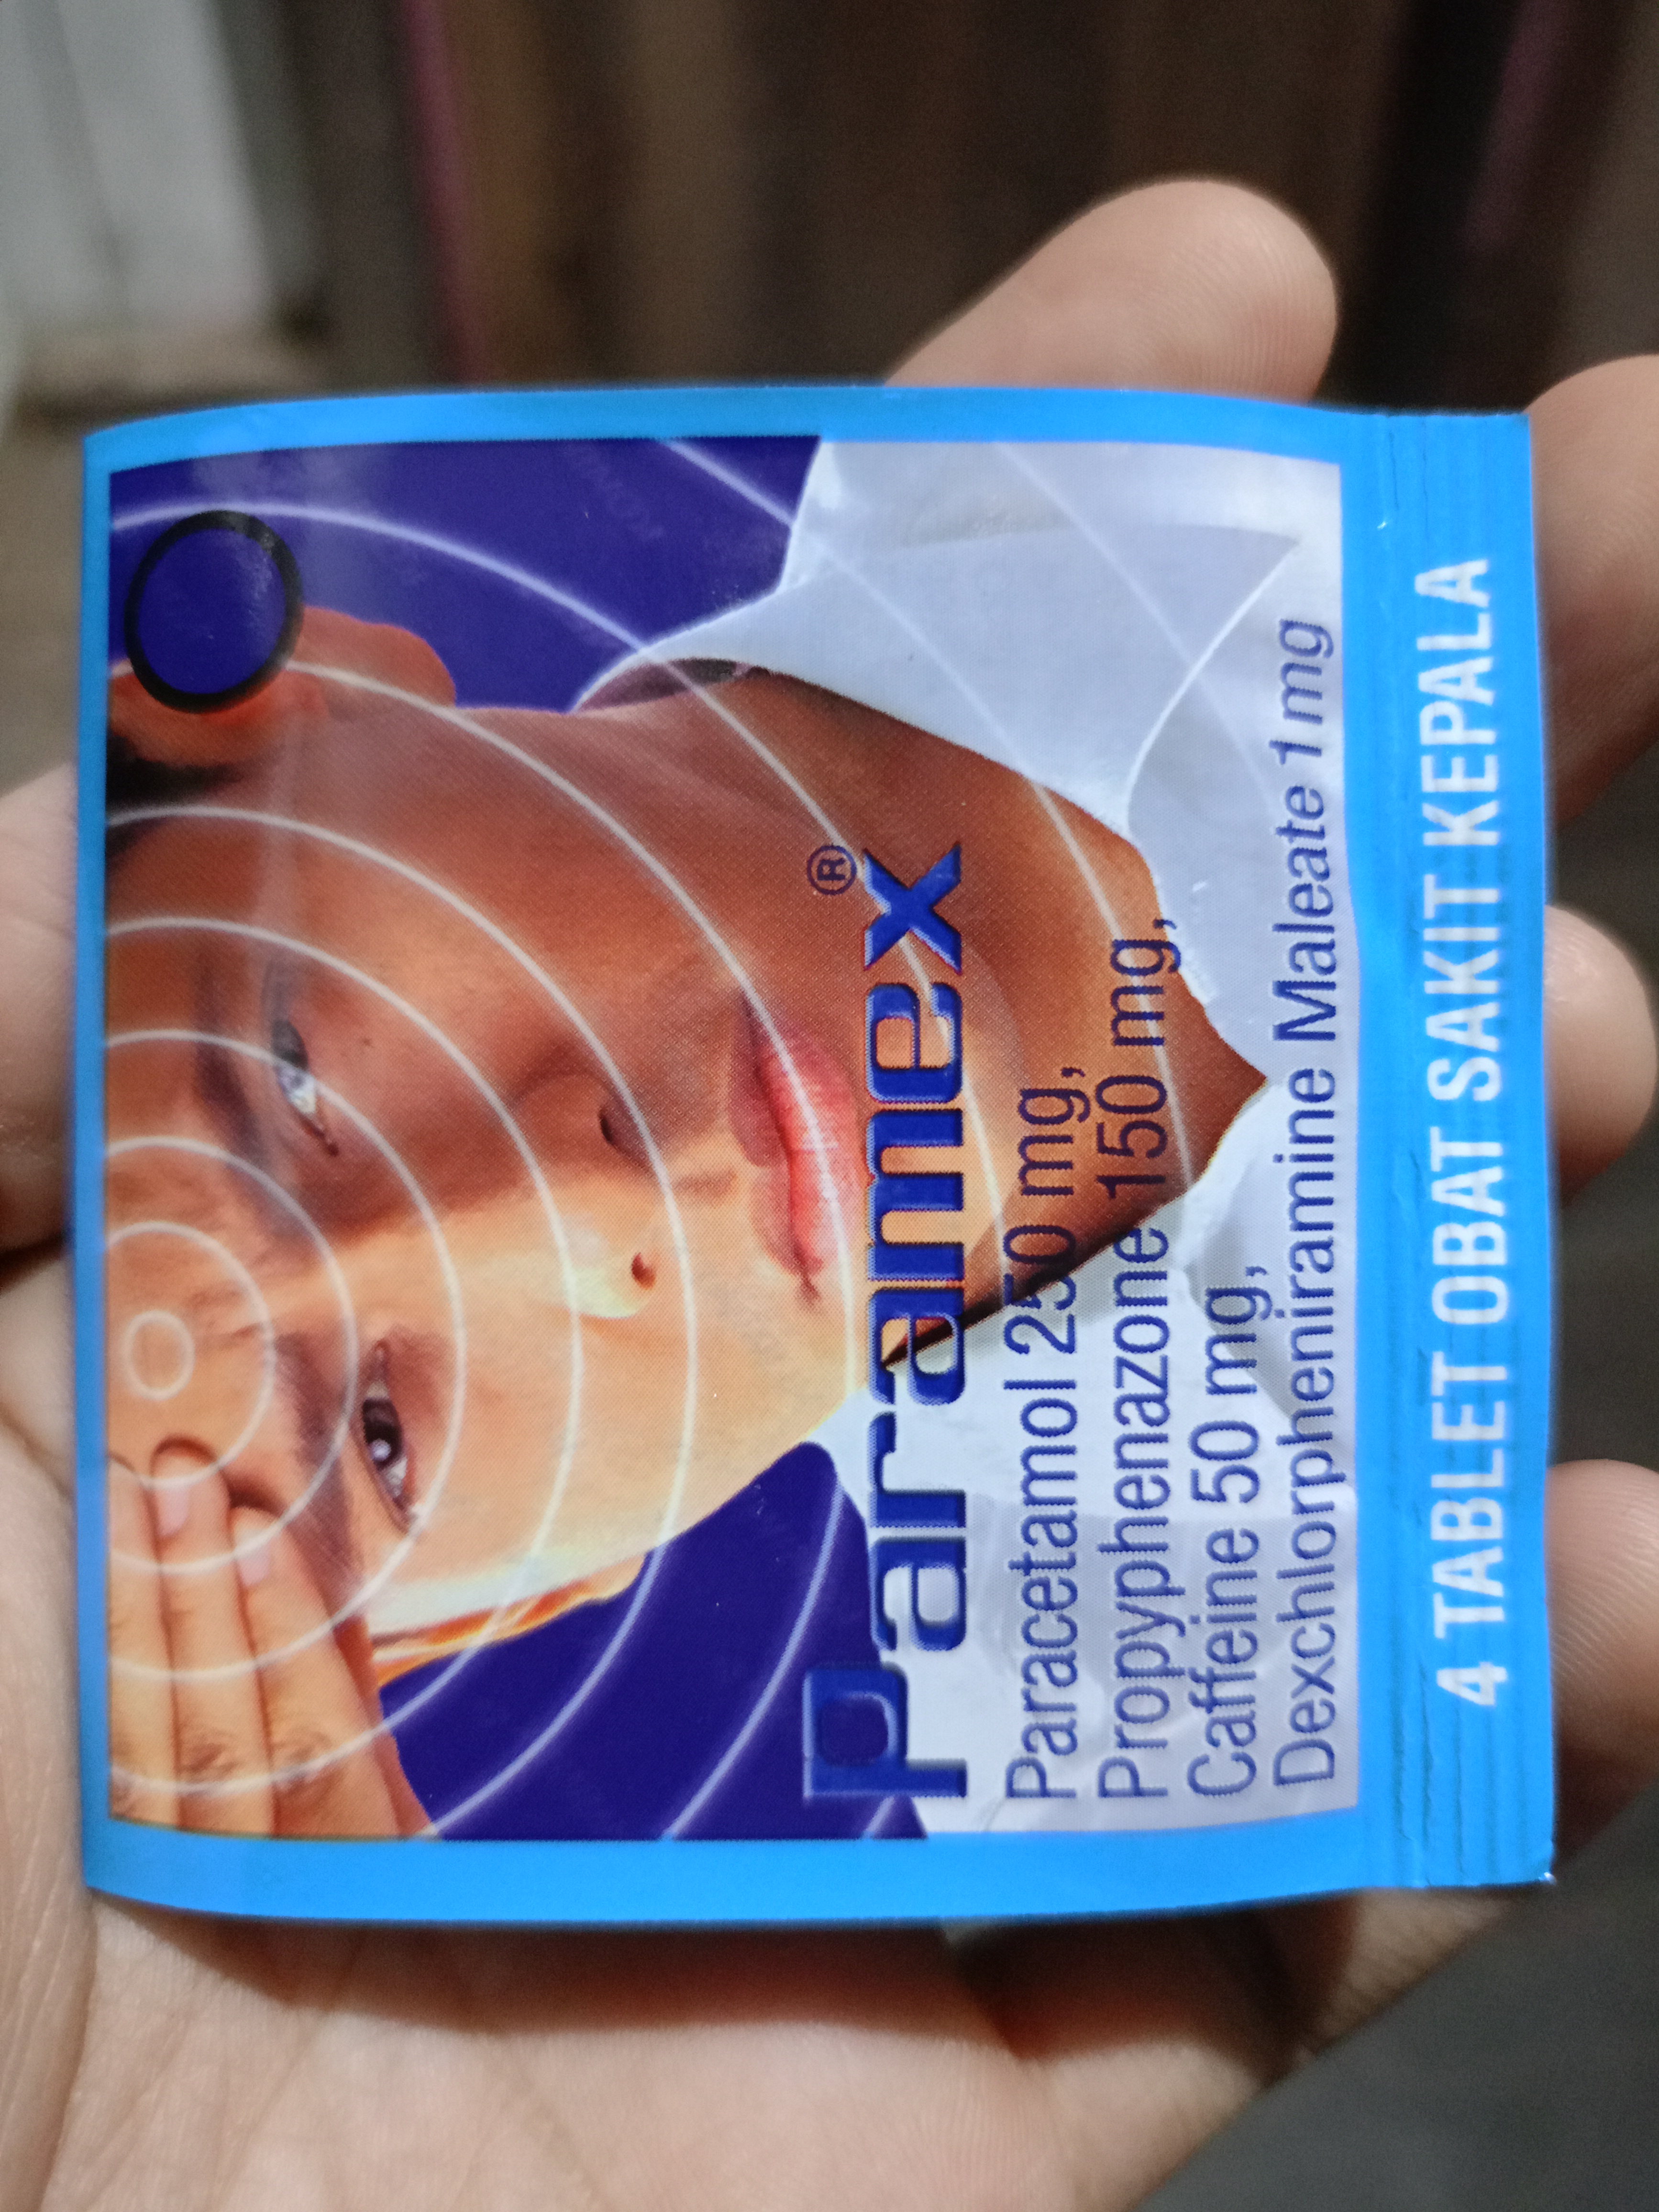 Paramex®
Paracetamol 250 mg,
Propyphenazone 150 mg,
Caffeine 50 mg,
Dexchlorpheniramine Maleate 1 mg
4 TABLET OBAT SAKIT KEPALA